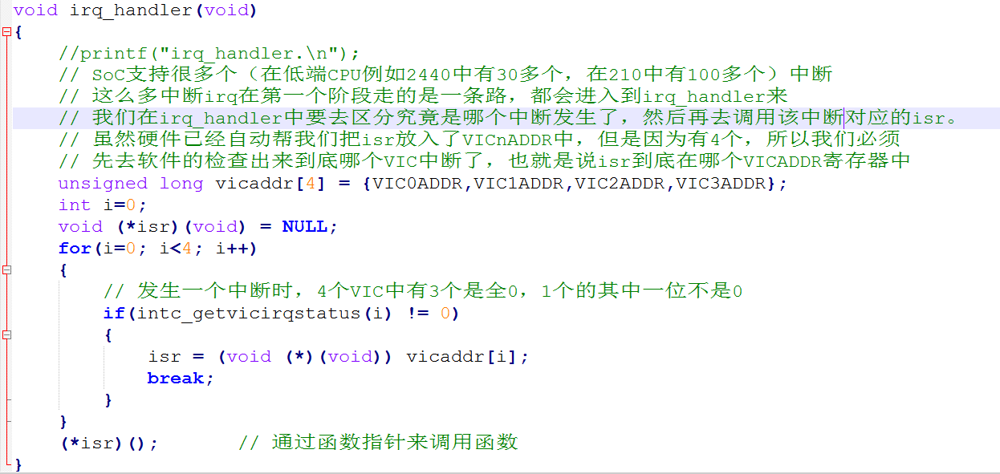 void irq_handler(void)
{
//printf("irq_handler.\n");
// SoC支持很多个（在低端CPU例如2440中有30多个，在210中有100多个）中断
// 这么多中断irq在第一个阶段走的是一条路，都会进入到irq_handler来
// 我们在irq_handler中要去区分究竟是哪个中断发生了，然后再去调用该中断对应的isr。
// 虽然硬件已经自动帮我们把isr放入了VICnADDR中，但是因为有4个，所以我们必须
// 先去软件的检查出来到底哪个VIC中断了，也就是说isr到底在哪个VICADDR寄存器中
unsigned long vicaddr[4] = {VIC0ADDR,VIC1ADDR,VIC2ADDR,VIC3ADDR};
int i=0;
void (*isr)(void) = NULL;
for(i=0; i<4; i++)
{
// 发生一个中断时，4个VIC中有3个是全0，1个的其中一位不是0
if(intc_getvicirqstatus(i) != 0)
{
isr = (void (*)(void)) vicaddr[i];
break;
}
}
(*isr)(); // 通过函数指针来调用函数
}